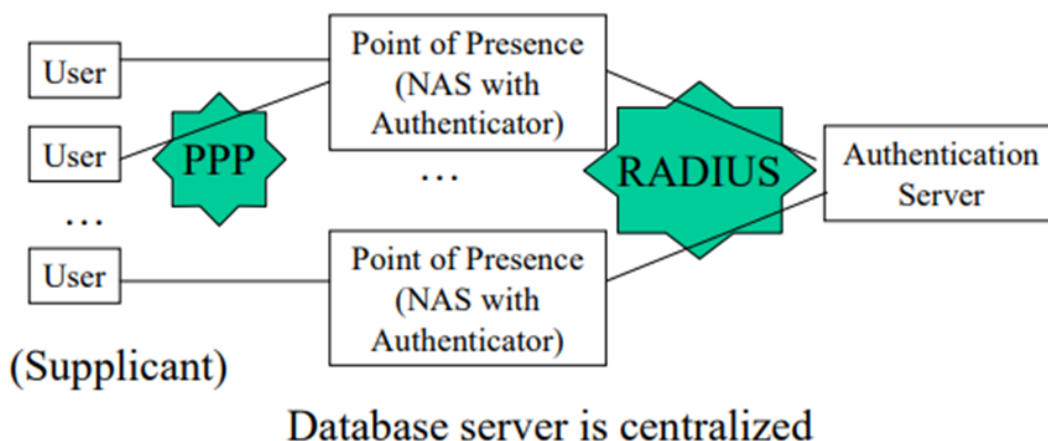 User
Point of Presence
(NAS with
Authenticator)
User
PPP
…
RADIUS
Authentication
Server
…
User
Point of Presence
(NAS with
Authenticator)
(Supplicant)
Database server is centralized